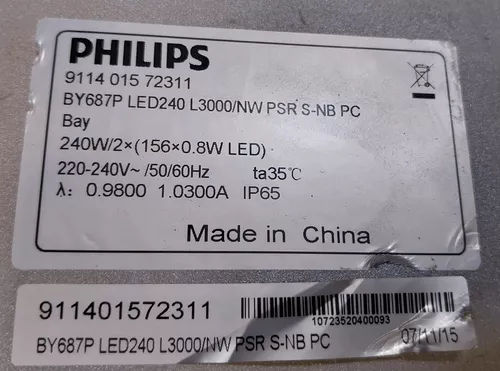 PHILIPS
9114 015 72311
BY687P LED240 L3000/NW PSR S-NB PC
Bay
240W/2×(156×0.8W LED)
220-240V~ /50/60Hz ta35℃
λ: 0.9800 1.0300A IP65
Made in China
911401572311
10723520400093
07/11/15
BY687P LED240 L3000/NW PSR S-NB PC